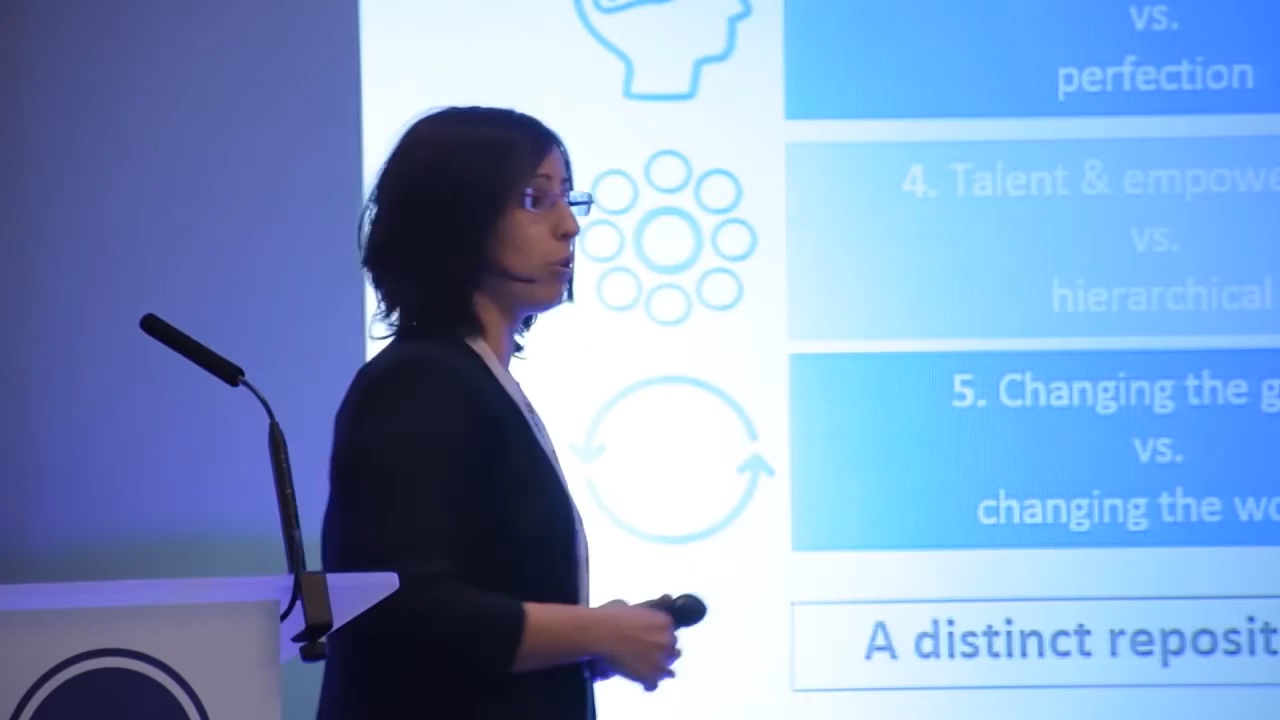 vs.
perfection
4. Talent & empowe
vs.
hierarchical
5. Changing the g
vs.
changing the wo
A distinct reposit